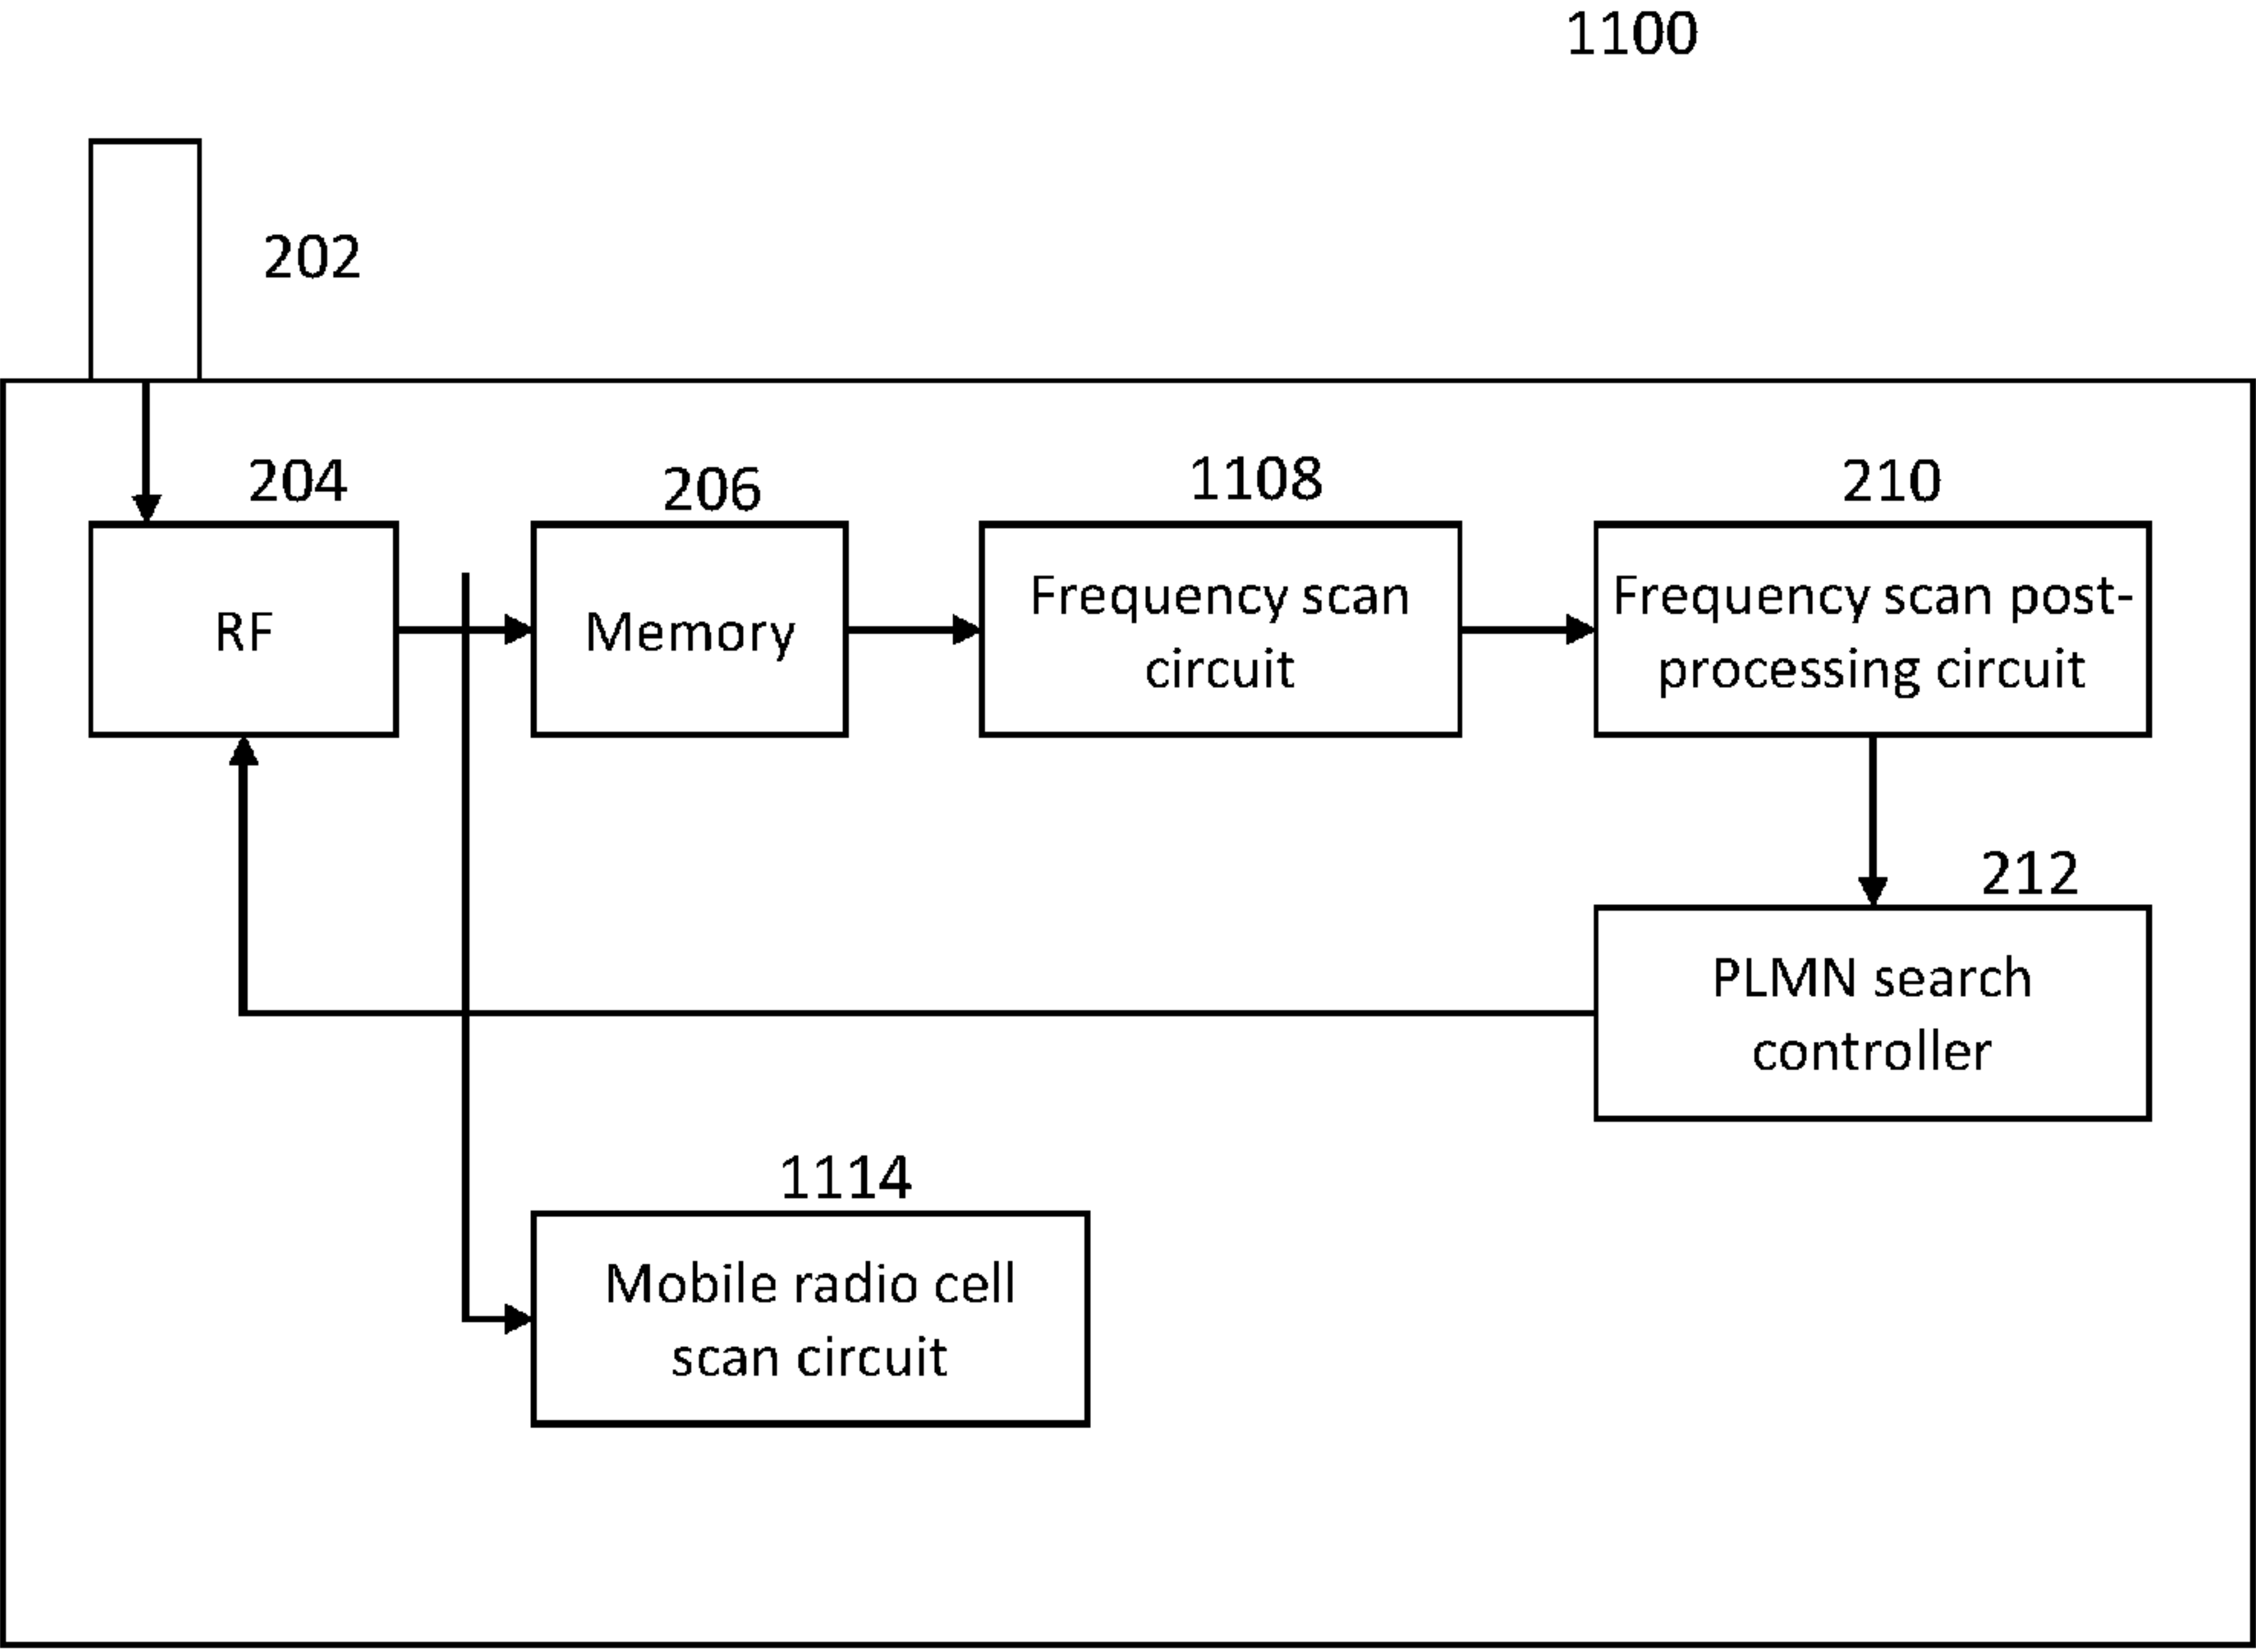 1100
202
204
RF
206
Memory
1108
Frequency scan
circuit
210
Frequency scan post-
processing circuit
212
PLMN search
controller
1114
Mobile radio cell
scan circuit